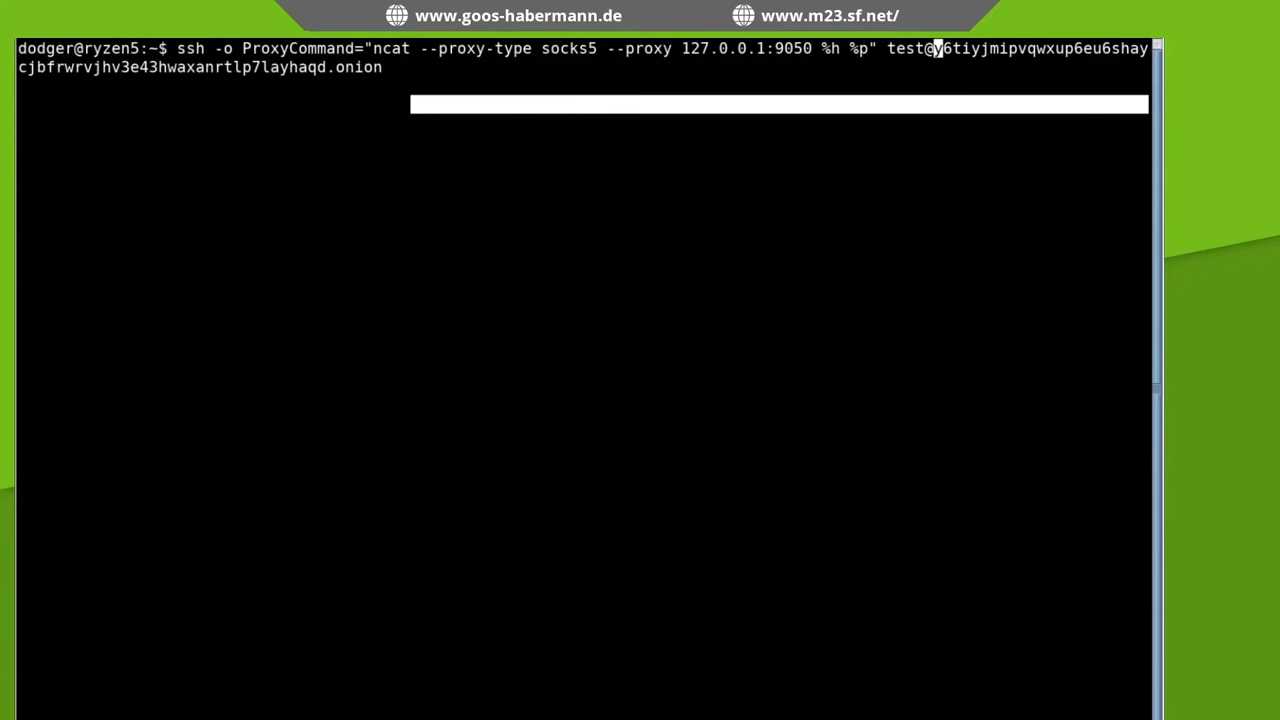 www.goos-habermann.de www.m23.sf.net/
dodger@ryzen5:~$ ssh -o ProxyCommand="ncat --proxy-type socks5 --proxy 127.0.0.1:9050 %h %p" test@y6tiyjmipvqwxup6eu6shay
cjbfrwrvjhv3e43hwaxanrtlp7layhaqd.onion